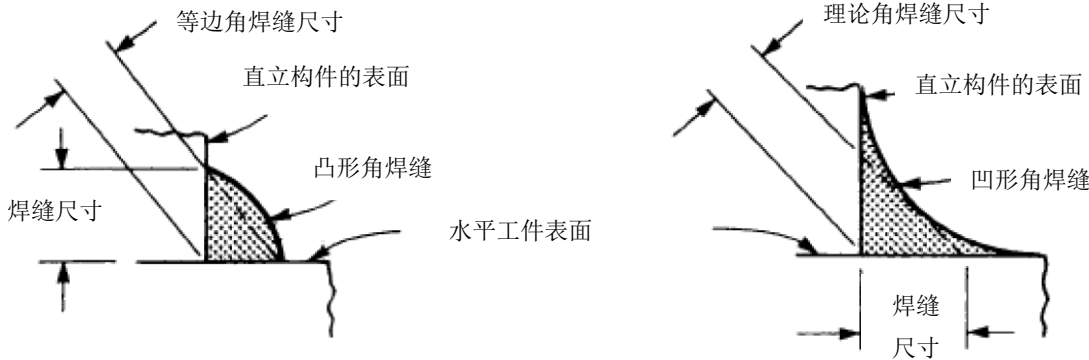 等边角焊缝尺寸
直立构件的表面
凸形角焊缝
焊缝尺寸
水平工件表面
理论角焊缝尺寸
直立构件的表面
凹形角焊缝
焊缝
尺寸